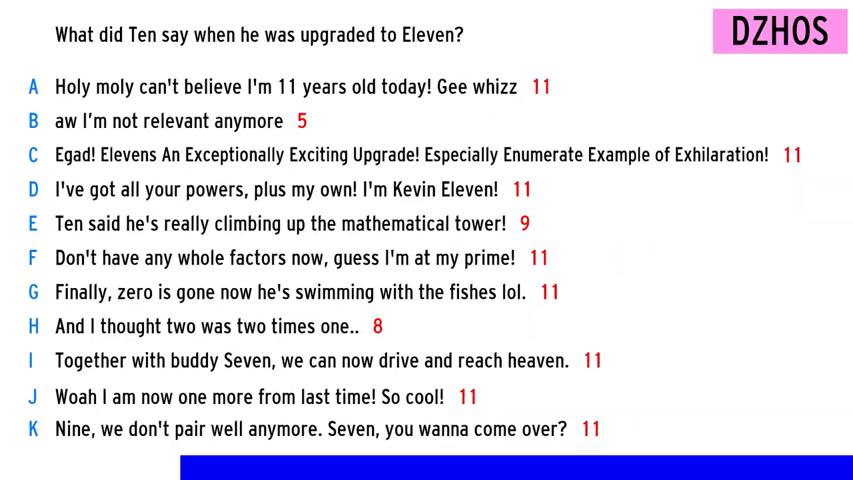 What did Ten say when he was upgraded to Eleven?
DZHOS
A Holy moly can't believe I'm 11 years old today! Gee whizz 11
B aw I’m not relevant anymore 5
C Egad! Elevens An Exceptionally Exciting Upgrade! Especially Enumerate Example of Exhilaration! 11
D I've got all your powers, plus my own! I'm Kevin Eleven! 11
E Ten said he's really climbing up the mathematical tower! 9
F Don't have any whole factors now, guess I'm at my prime! 11
G Finally, zero is gone now he's swimming with the fishes lol. 11
H And I thought two was two times one.. 8
I Together with buddy Seven, we can now drive and reach heaven. 11
J Woah I am now one more from last time! So cool! 11
K Nine, we don't pair well anymore. Seven, you wanna come over? 11